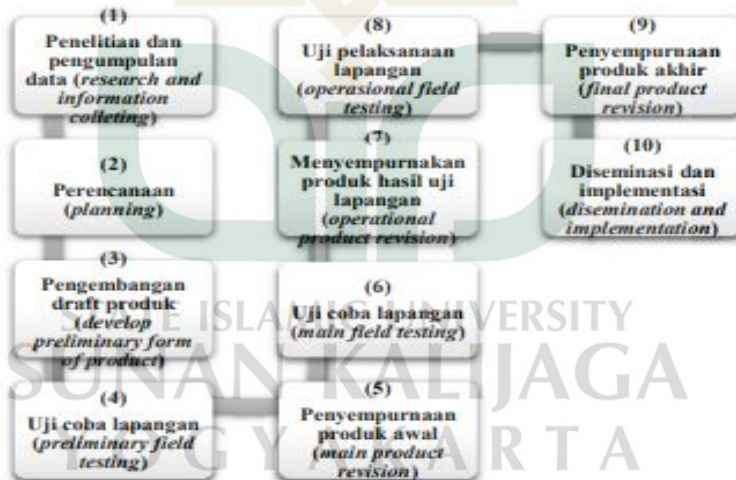 (1)
Penelitian dan
pengumpulan
data (research and
information
colleting)
(2)
Perencanaan
(planning)
(3)
Pengembangan
draft produk
(develop
preliminary form
of product)
(4)
Uji coba lapangan
(preliminary field
testing)
(5)
Penyempurnaan
produk awal
(main product
revision)
(6)
Uji coba lapangan
(main field testing)
(7)
Menyempurnakan
produk hasil uji
lapangan
(operational
product revision)
(8)
Uji pelaksanaan
lapangan
(operasional field
testing)
(9)
Penyempurnaan
produk akhir
(final product
revision)
(10)
Diseminasi dan
implementasi
(disemination and
implementation)
STATE ISLAMIC UNIVERSITY
SUNAN KALIJAGA
YOGYAKARTA